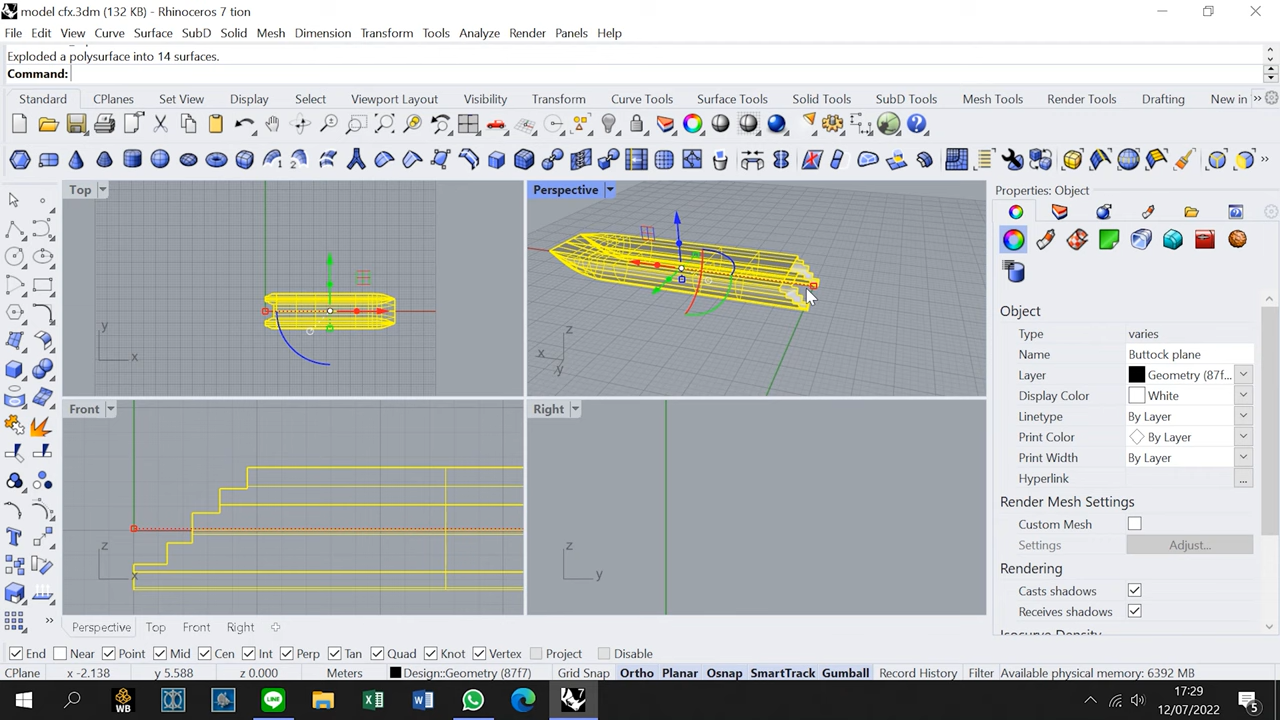 model cfx.3dm (132 KB) - Rhinoceros 7 tion
File Edit View Curve Surface SubD Solid Mesh Dimension Transform Tools Analyze Render Panels Help
Exploded a polysurface into 14 surfaces.
Command:
Standard CPlanes Set View Display Select Viewport Layout Visibility Transform Curve Tools Surface Tools Solid Tools SubD Tools Mesh Tools Render Tools Drafting New in
Top
y
x
Perspective
z
x
y
Front
z
x
Right
z
y
Perspective Top Front Right
Properties: Object
Object
Type varies
Name Buttock plane
Layer Geometry (87f...
Display Color White
Linetype By Layer
Print Color By Layer
Print Width By Layer
Hyperlink ...
Render Mesh Settings
Custom Mesh
Settings Adjust...
Rendering
Casts shadows
Receives shadows
Isocurve Density
End Near Point Mid Cen Int Perp Tan Quad Knot Vertex Project Disable
CPlane x -2.138 y 5.588 z 0.000 Meters Design::Geometry (87f7) Grid Snap Ortho Planar Osnap SmartTrack Gumball Record History Filter Available physical memory: 6392 MB
WB
17:29
12/07/2022
5